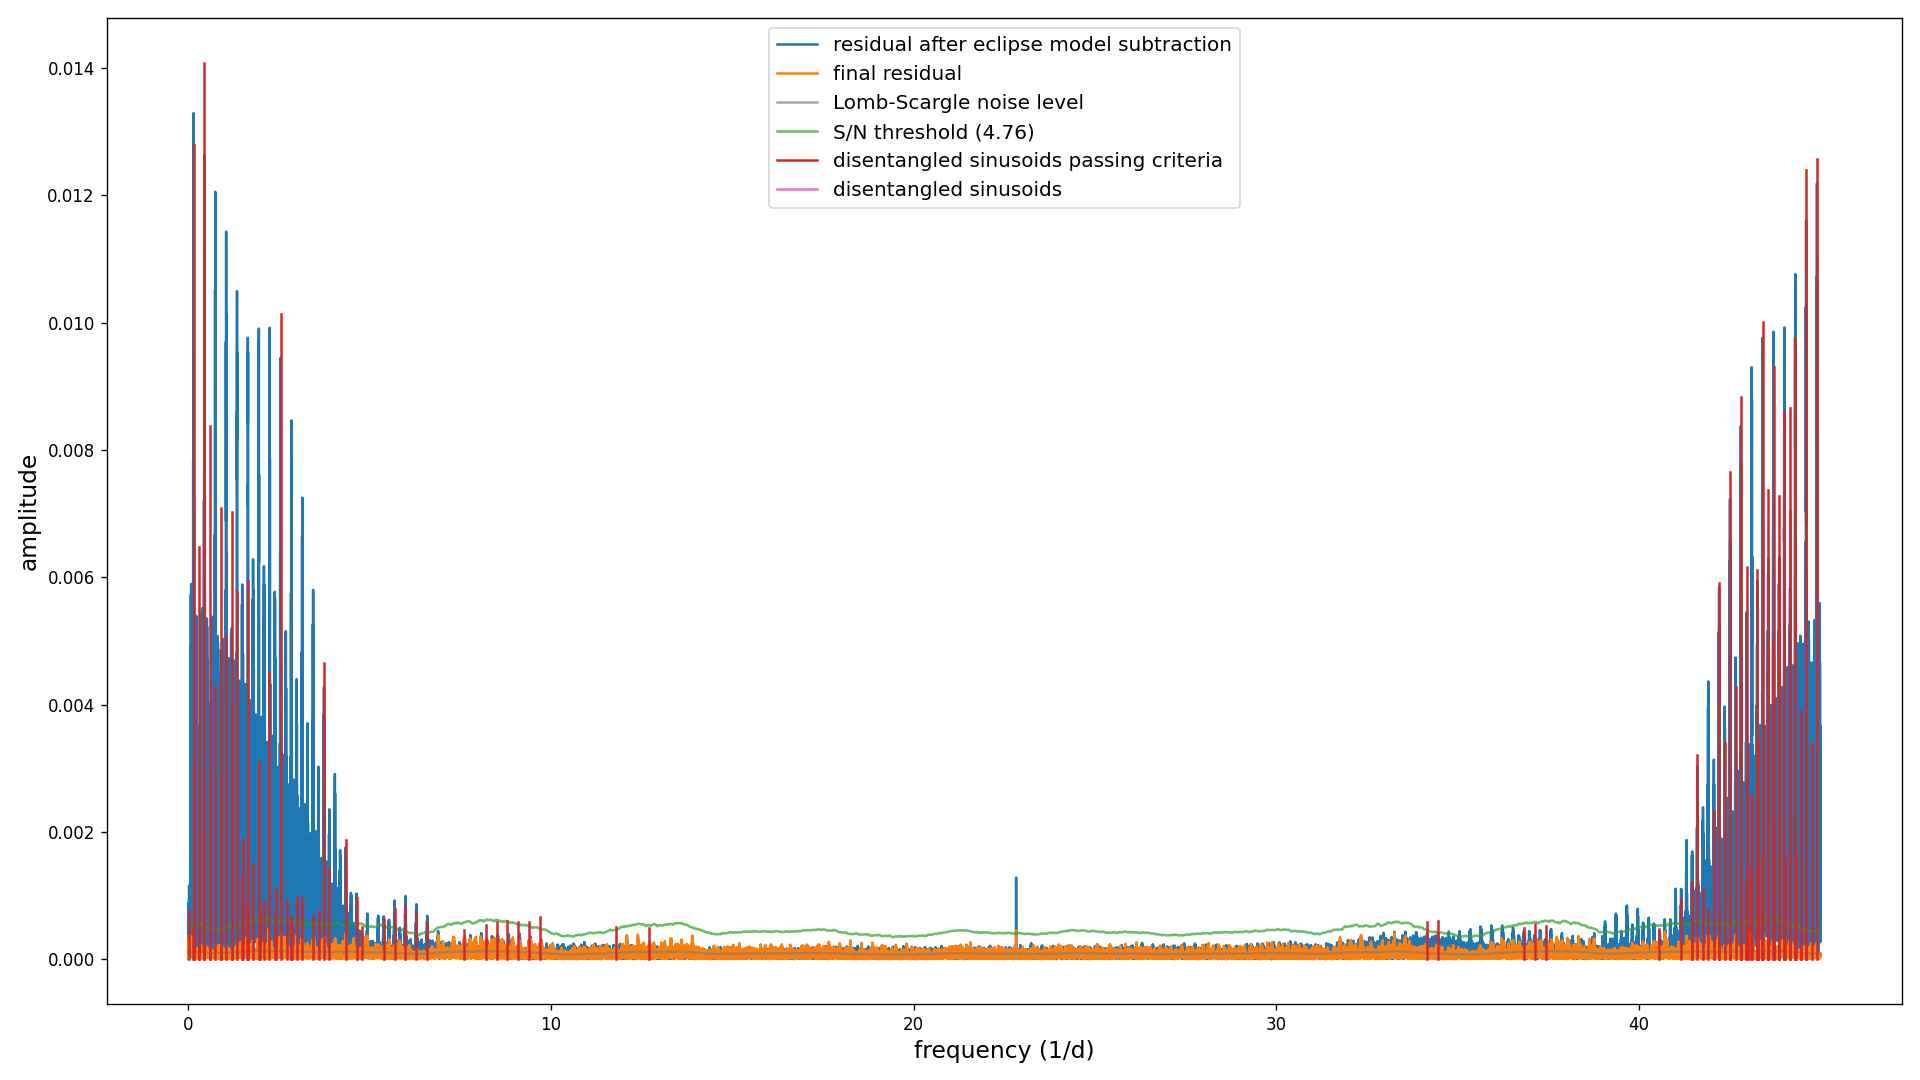 residual after eclipse model subtraction
final residual
Lomb-Scargle noise level
S/N threshold (4.76)
disentangled sinusoids passing criteria
disentangled sinusoids
0.014
0.012
0.010
0.008
0.006
0.004
0.002
0.000
amplitude
0 10 20 30 40
frequency (1/d)